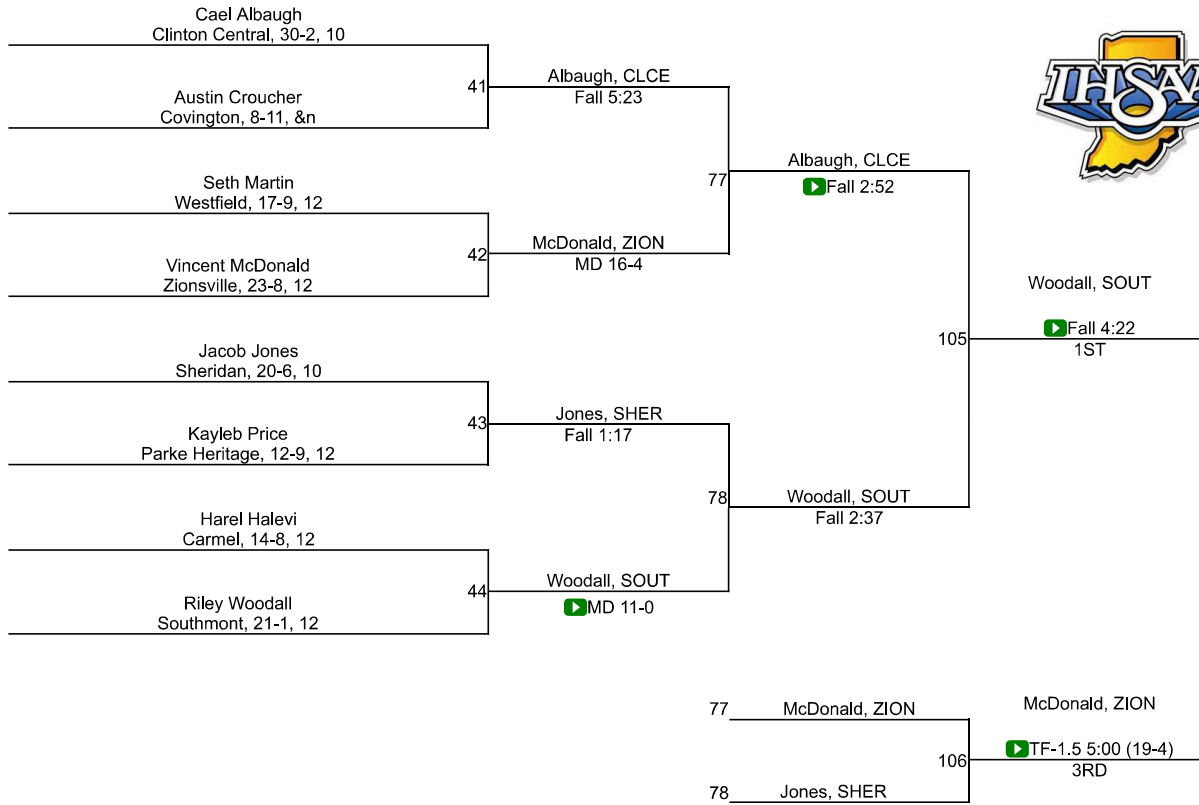 Cael Albaugh
Clinton Central, 30-2, 10
41
Albaugh, CLCE
Fall 5:23
Austin Croucher
Covington, 8-11, &n
77
Albaugh, CLCE
Fall 2:52
Seth Martin
Westfield, 17-9, 12
42
McDonald, ZION
MD 16-4
Vincent McDonald
Zionsville, 23-8, 12
105
Woodall, SOUT
Fall 4:22
1ST
Jacob Jones
Sheridan, 20-6, 10
43
Jones, SHER
Fall 1:17
Kayleb Price
Parke Heritage, 12-9, 12
78
Woodall, SOUT
Fall 2:37
Harel Halevi
Carmel, 14-8, 12
44
Woodall, SOUT
MD 11-0
Riley Woodall
Southmont, 21-1, 12
77
McDonald, ZION
106
McDonald, ZION
TF-1.5 5:00 (19-4)
3RD
78
Jones, SHER
IHSAA